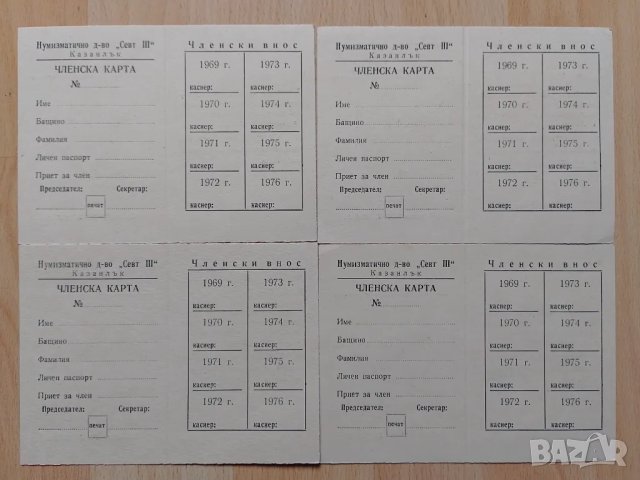 Нумизматично д-во „Севт III“
Казанлък
ЧЛЕНСКА КАРТА
№
Име
Бащино
Фамилия
Личен паспорт
Приет за член
Председател: Секретар:
печат
Членски внос
1969 г. 1973 г.
касиер: касиер:
1970 г. 1974 г.
касиер: касиер:
1971 г. 1975 г.
касиер: касиер:
1972 г. 1976 г.
касиер: касиер:
Нумизматично д-во „Севт III“
Казанлък
ЧЛЕНСКА КАРТА
№
Име
Бащино
Фамилия
Личен паспорт
Приет за член
Председател: Секретар:
печат
Членски внос
1969 г. 1973 г.
касиер: касиер:
1970 г. 1974 г.
касиер: касиер:
1971 г. 1975 г.
касиер: касиер:
1972 г. 1976 г.
касиер: касиер:
Нумизматично д-во „Севт III“
Казанлък
ЧЛЕНСКА КАРТА
№
Име
Бащино
Фамилия
Личен паспорт
Приет за член
Председател: Секретар:
печат
Членски внос
1969 г. 1973 г.
касиер: касиер:
1970 г. 1974 г.
касиер: касиер:
1971 г. 1975 г.
касиер: касиер:
1972 г. 1976 г.
касиер: касиер:
Нумизматично д-во „Севт III“
Казанлък
ЧЛЕНСКА КАРТА
№
Име
Бащино
Фамилия
Личен паспорт
Приет за член
Председател: Секретар:
печат
Членски внос
1969 г. 1973 г.
касиер: касиер:
1970 г. 1974 г.
касиер: касиер:
1971 г. 1975 г.
касиер: касиер:
1972 г. 1976 г.
касиер: касиер:
BAZAR